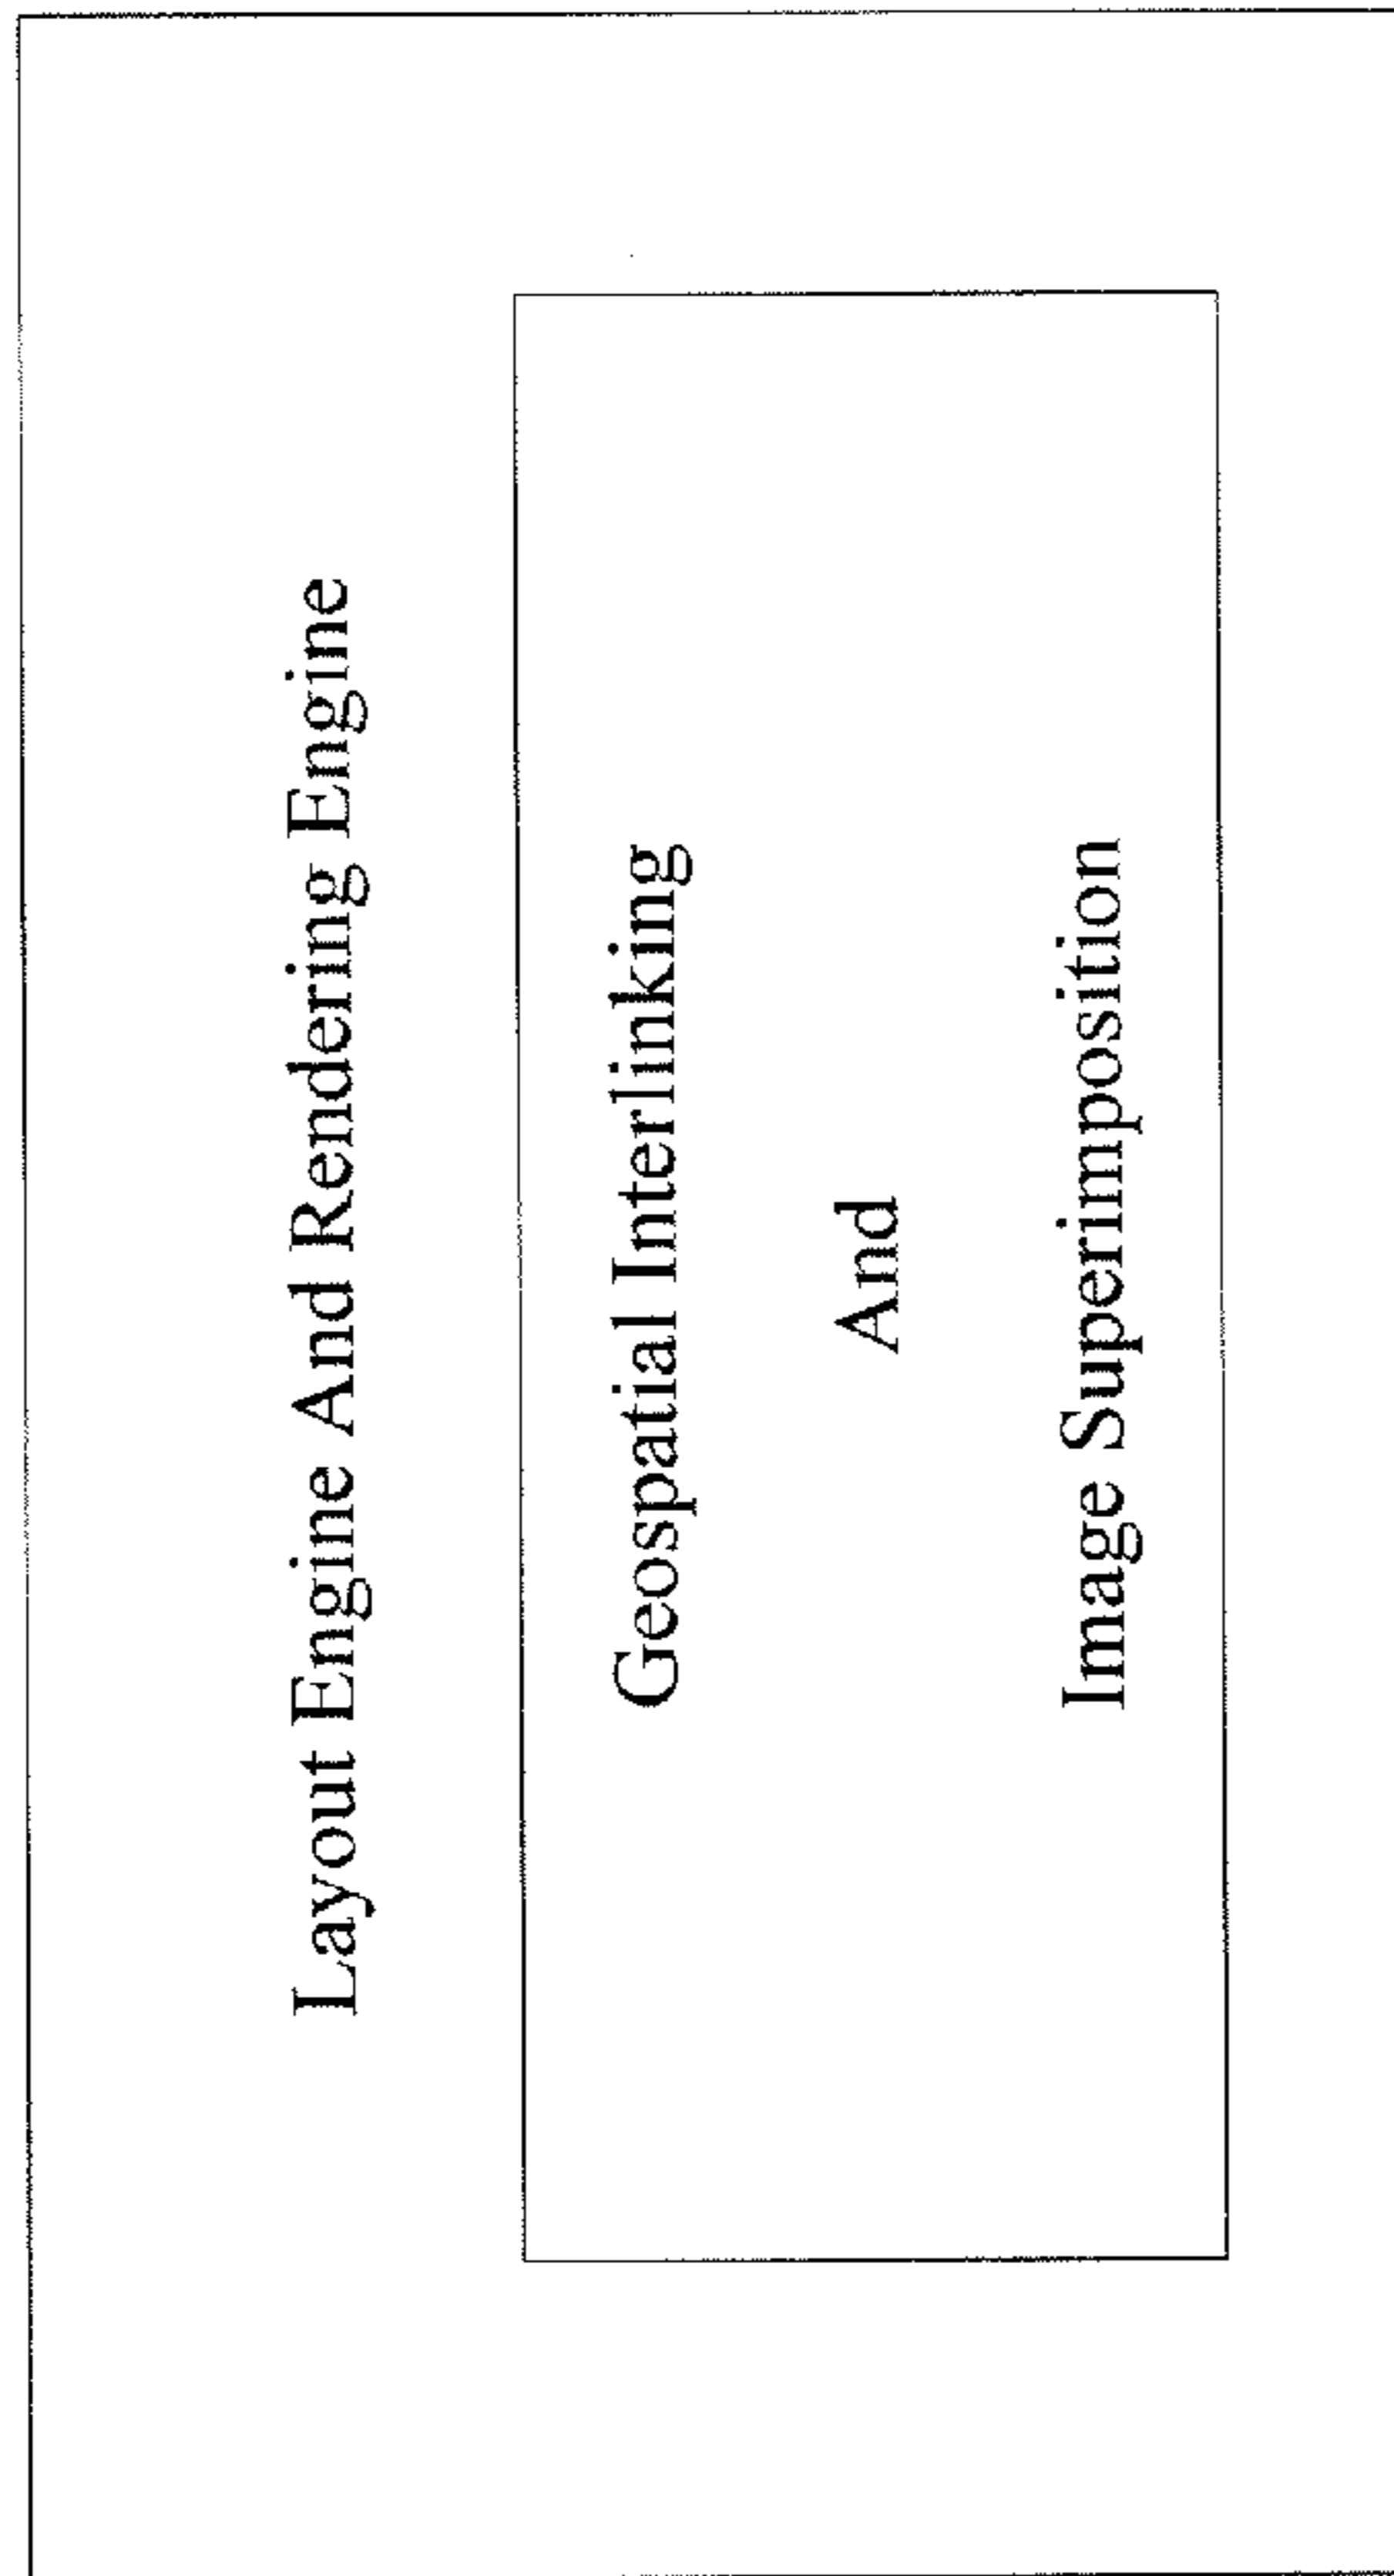 Layout Engine And Rendering Engine
Geospatial Interlinking
And
Image Superimposition